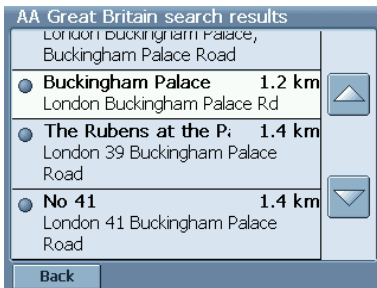 AA Great Britain search results
London Buckingham Palace,
Buckingham Palace Road
Buckingham Palace 1.2 km
London Buckingham Palace Rd
The Rubens at the 1.4 km
London 39 Buckingham Palace
Road
No 41 1.4 km
London 41 Buckingham Palace
Road
Back